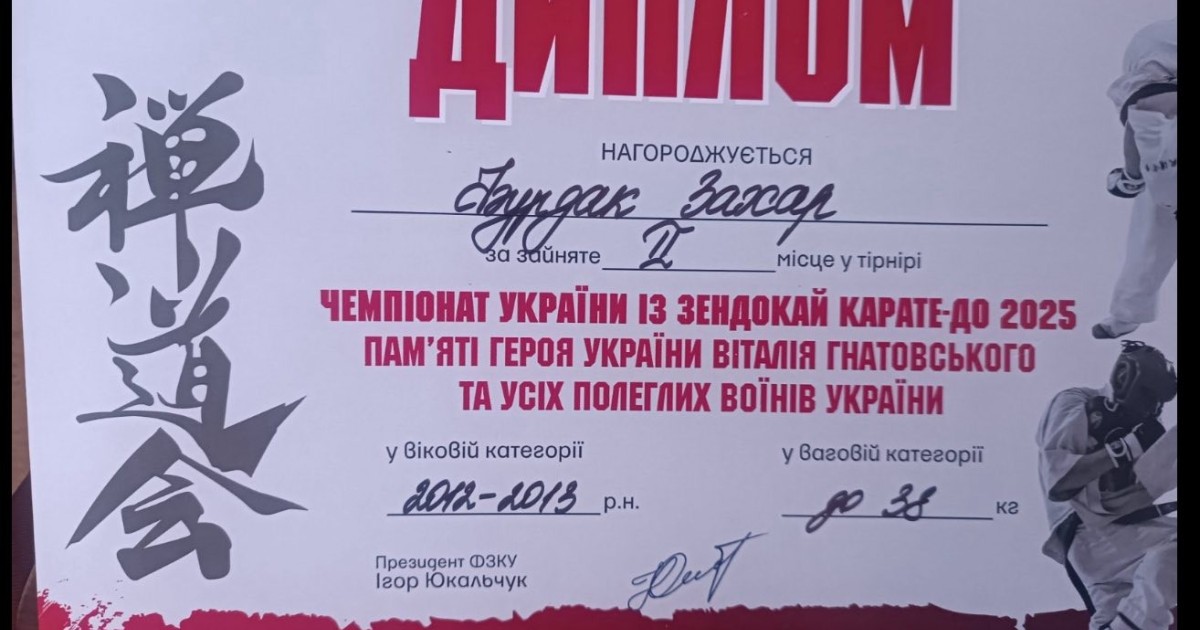 禅道会
ДИПЛОМ
НАГОРОДЖУЄТЬСЯ
Бурдак Захар
за зайняте II місце у тірнірі
ЧЕМПІОНАТ УКРАЇНИ ІЗ ЗЕНДОКАЙ КАРАТЕ-ДО 2025
ПАМ’ЯТІ ГЕРОЯ УКРАЇНИ ВІТАЛІЯ ГНАТОВСЬКОГО
ТА УСІХ ПОЛЕГЛИХ ВОЇНІВ УКРАЇНИ
у віковій категорії
у ваговій категорії
2012-2013 р.н.
до 38 кг
Президент ФЗКУ
Ігор Юкальчук